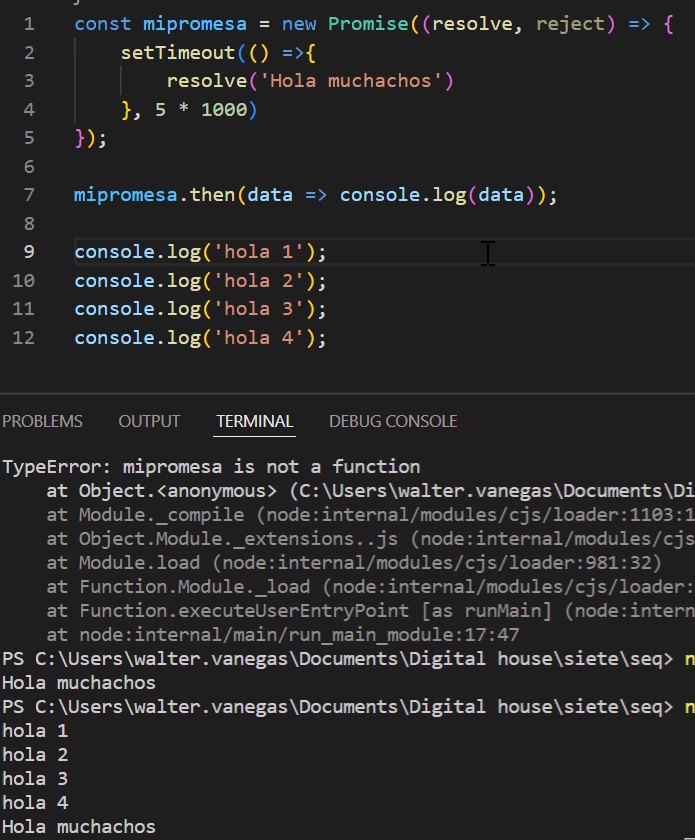 1 const mipromesa = new Promise((resolve, reject) => {
2 setTimeout(() =>{
3 resolve('Hola muchachos')
4 }, 5 * 1000)
5 });
6
7 mipromesa.then(data => console.log(data));
8
9 console.log('hola 1');
10 console.log('hola 2');
11 console.log('hola 3');
12 console.log('hola 4');
PROBLEMS OUTPUT TERMINAL DEBUG CONSOLE
TypeError: mipromesa is not a function
at Object.<anonymous> (C:\Users\walter.vanegas\Documents\Di
at Module._compile (node:internal/modules/cjs/loader:1103:1
at Object.Module._extensions..js (node:internal/modules/cjs
at Module.load (node:internal/modules/cjs/loader:981:32)
at Function.Module._load (node:internal/modules/cjs/loader:
at Function.executeUserEntryPoint [as runMain] (node:intern
at node:internal/main/run_main_module:17:47
PS C:\Users\walter.vanegas\Documents\Digital house\siete\seq> n
Hola muchachos
PS C:\Users\walter.vanegas\Documents\Digital house\siete\seq> n
hola 1
hola 2
hola 3
hola 4
Hola muchachos